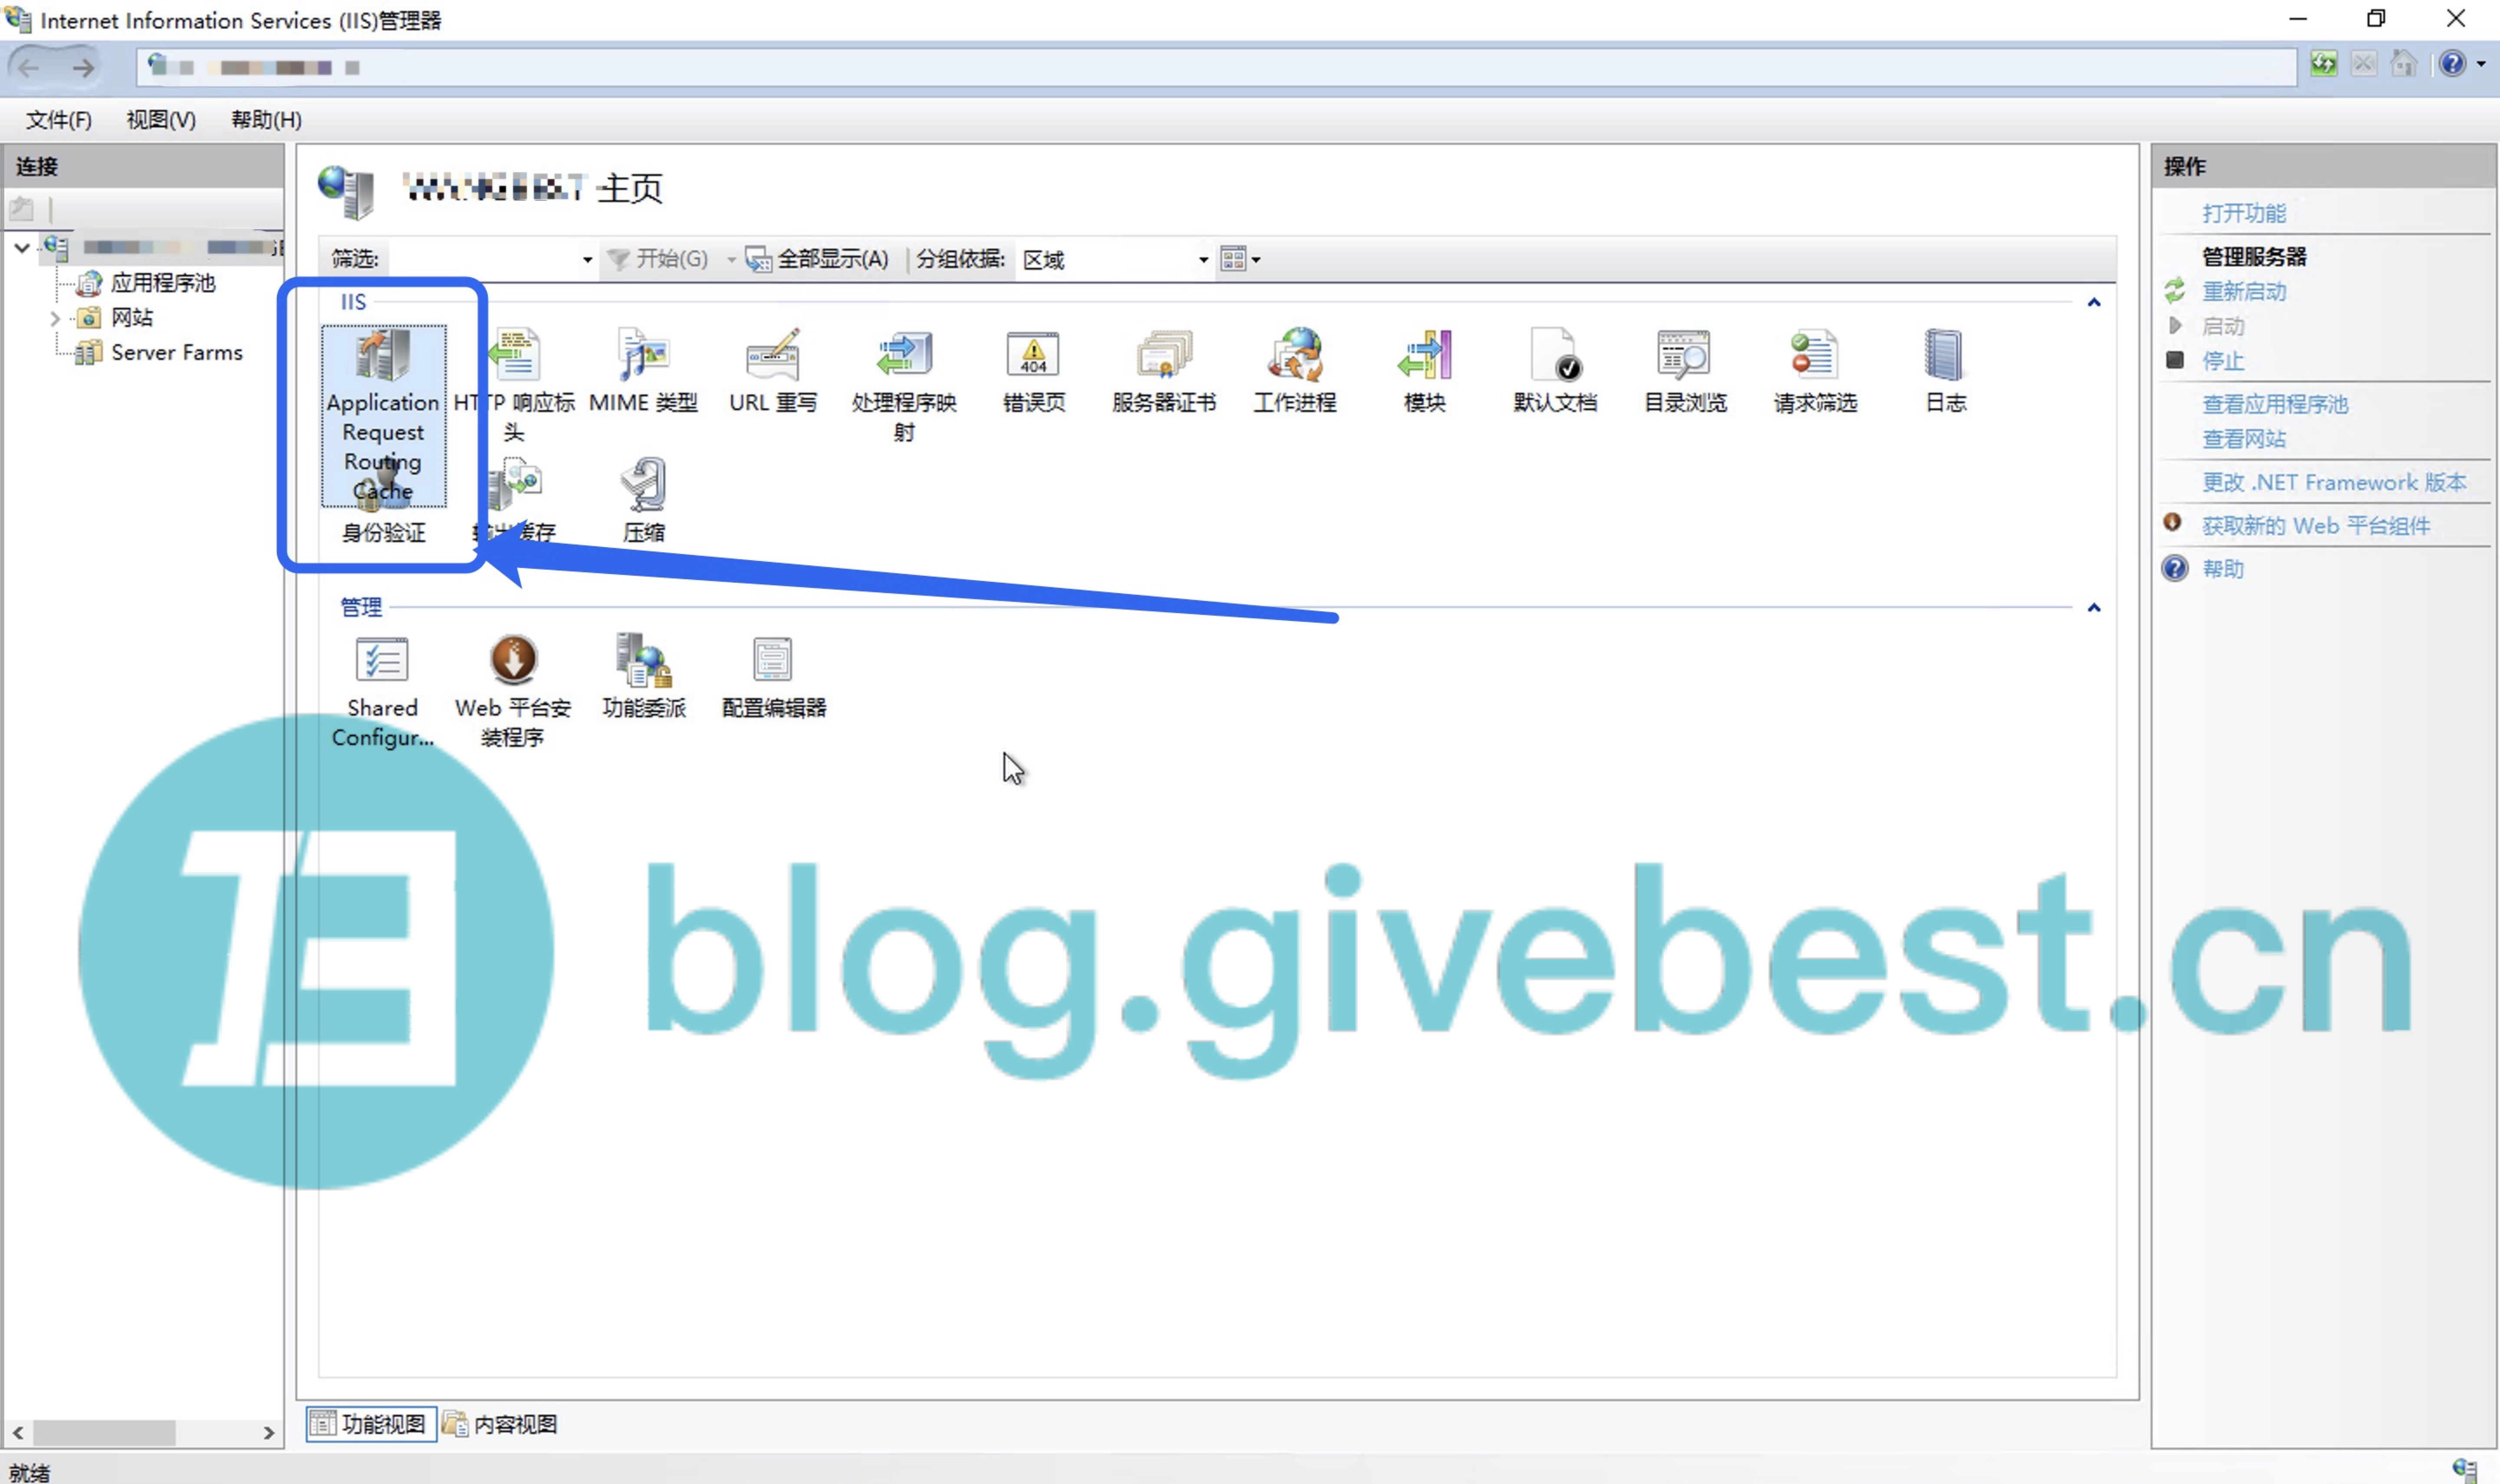 Internet Information Services (IIS)管理器
文件(F) 视图(V) 帮助(H)
连接
应用程序池
网站
Server Farms
主页
筛选:
开始(G)
全部显示(A)
分组依据:
区域
IIS
Application
Request
Routing
Cache
HTTP 响应标
头
MIME 类型
URL 重写
处理程序映
射
错误页
404
服务器证书
工作进程
模块
默认文档
目录浏览
请求筛选
日志
身份验证
输出缓存
压缩
管理
Shared
Configur...
Web 平台安
装程序
功能委派
配置编辑器
blog.givebest.cn
功能视图
内容视图
操作
打开功能
管理服务器
重新启动
启动
停止
查看应用程序池
查看网站
更改 .NET Framework 版本
获取新的 Web 平台组件
帮助
就绪